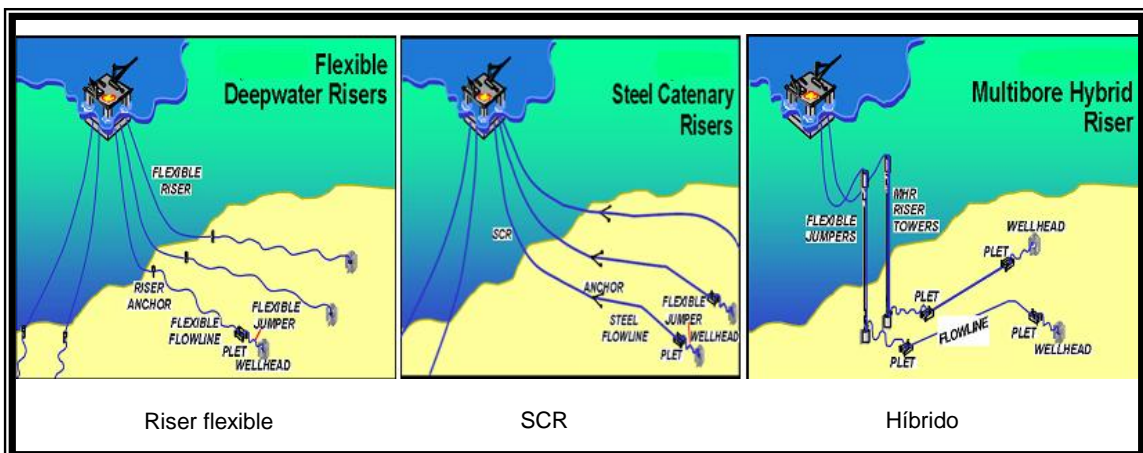 Flexible
Deepwater Risers
FLEXIBLE
RISER
RISER
ANCHOR
FLEXIBLE
FLOWLINE
FLEXIBLE
JUMPER
PLET
WELLHEAD
Steel Catenary
Risers
SCR
ANCHOR
STEEL
FLOWLINE
FLEXIBLE
JUMPER
WELLHEAD
PLET
Multibore Hybrid
Riser
FLEXIBLE
JUMPERS
MHR
RISER
TOWERS
WELLHEAD
PLET
PLET
FLOWLINE
PLET
PLET
WELLHEAD
Riser flexible
SCR
Híbrido